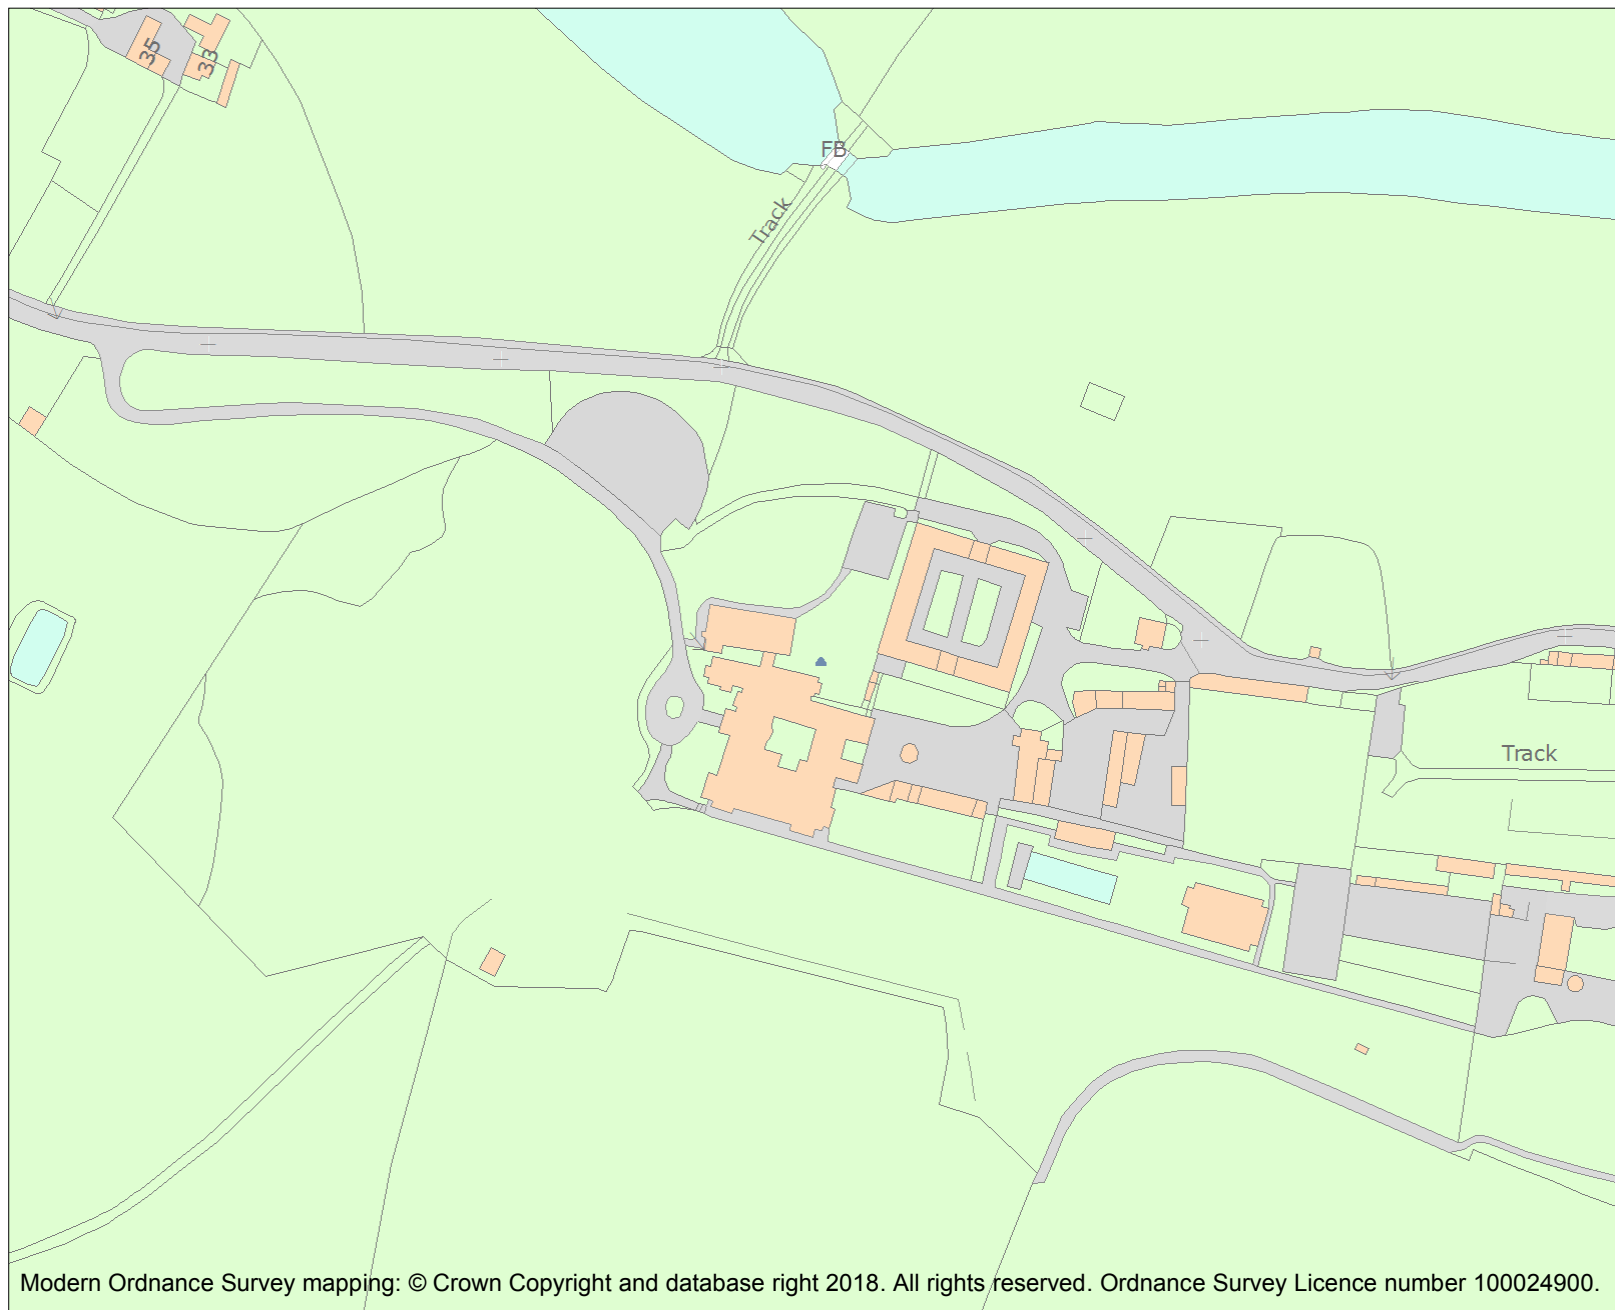 35
33
FB
Track
Track
Modern Ordnance Survey mapping: © Crown Copyright and database right 2018. All rights reserved. Ordnance Survey Licence number 100024900.